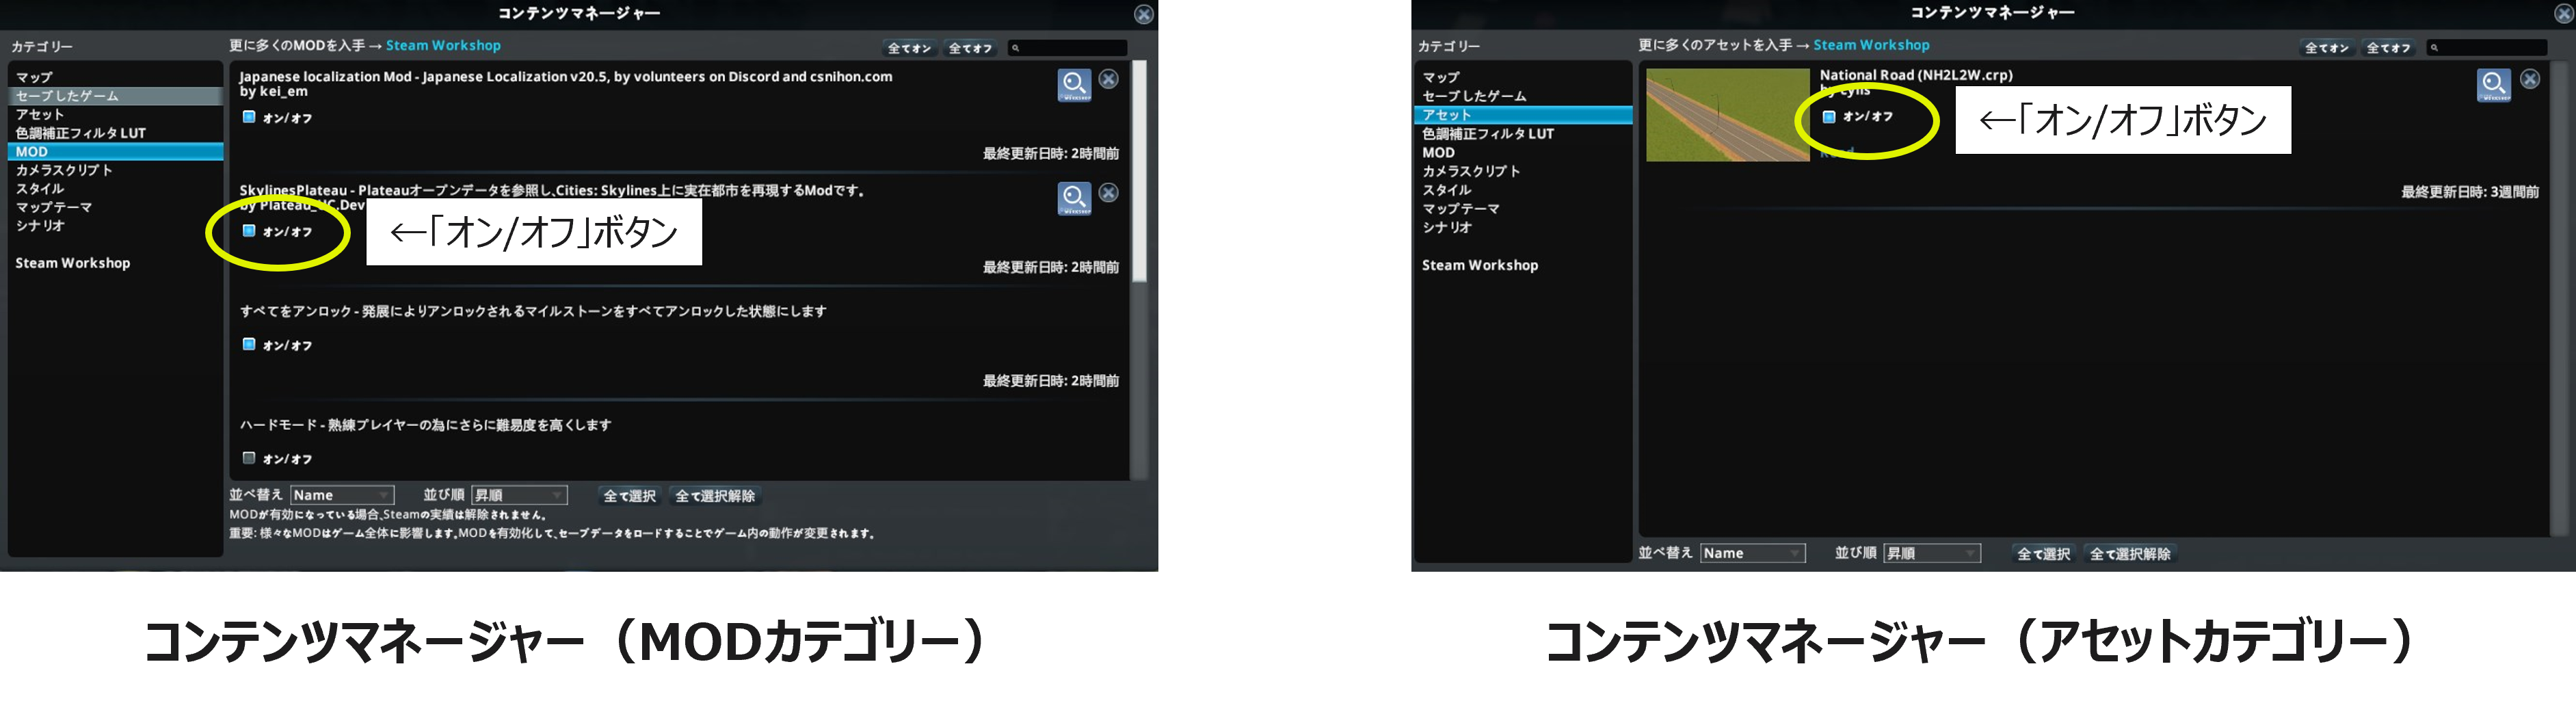 コンテンツマネージャー
カテゴリー
更に多くのMODを入手 → Steam Workshop
全てオン
全てオフ
マップ
セーブしたゲーム
アセット
色調補正フィルタ LUT
MOD
カメラスクリプト
スタイル
マップテーマ
シナリオ
Steam Workshop
Japanese localization Mod - Japanese Localization v20.5, by volunteers on Discord and csnihon.com
by kei_em
オン/オフ
最終更新日時: 2時間前
SkylinesPlateau - Plateauオープンデータを参照し、Cities: Skylines上に実在都市を再現するModです。
by Plateau_UC.Dev
オン/オフ
←「オン/オフ」ボタン
最終更新日時: 2時間前
すべてをアンロック - 発展によりアンロックされるマイルストーンをすべてアンロックした状態にします
オン/オフ
最終更新日時: 2時間前
ハードモード - 熟練プレイヤーの為にさらに難易度を高くします
オン/オフ
並べ替え Name
並び順 昇順
全て選択
全て選択解除
MODが有効になっている場合、Steamの実績は解除されません。
重要: 様々なMODはゲーム全体に影響します。MODを有効化して、セーブデータをロードすることでゲーム内の動作が変更されます。
コンテンツマネージャー（MODカテゴリー）
コンテンツマネージャー
カテゴリー
更に多くのアセットを入手 → Steam Workshop
全てオン
全てオフ
マップ
セーブしたゲーム
アセット
色調補正フィルタ LUT
MOD
カメラスクリプト
スタイル
マップテーマ
シナリオ
Steam Workshop
National Road (NH2L2W.crp)
by
オン/オフ
←「オン/オフ」ボタン
Road
最終更新日時: 3週間前
並べ替え Name
並び順 昇順
全て選択
全て選択解除
コンテンツマネージャー（アセットカテゴリー）